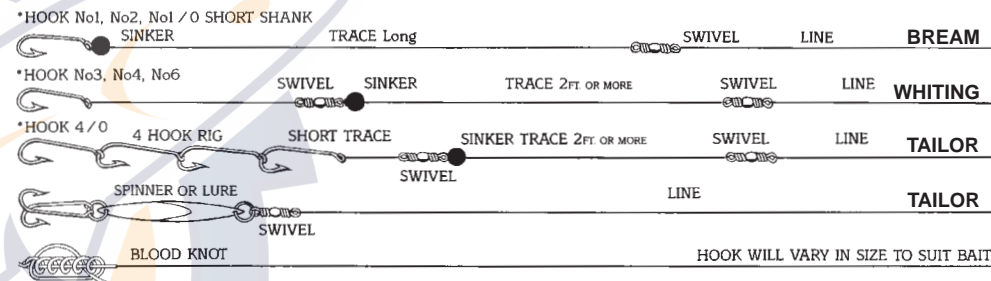 *HOOK No1, No2, No1/0 SHORT SHANK
SINKER TRACE Long SWIVEL LINE BREAM
*HOOK No3, No4, No6
SWIVEL SINKER TRACE 2FT. OR MORE SWIVEL LINE WHITING
*HOOK 4/0
4 HOOK RIG SHORT TRACE SINKER TRACE 2FT. OR MORE SWIVEL LINE TAILOR
SWIVEL
SPINNER OR LURE LINE TAILOR
SWIVEL
BLOOD KNOT HOOK WILL VARY IN SIZE TO SUIT BAIT